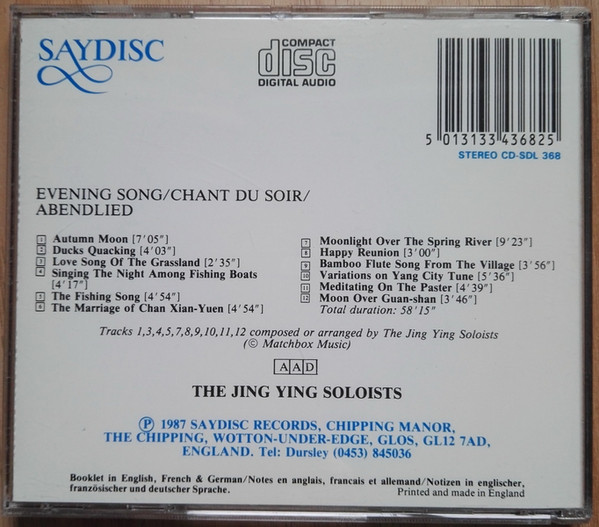 SAYDISC
COMPACT
disc
DIGITAL AUDIO
5 013133 436825
STEREO CD-SDL 368
EVENING SONG/CHANT DU SOIR/
ABENDLIED
1 Autumn Moon [7'05"]
2 Ducks Quacking [4'03"]
3 Love Song Of The Grassland [2'35"]
4 Singing The Night Among Fishing Boats
[4'17"]
5 The Fishing Song [4'54"]
6 The Marriage of Chan Xian-Yuen [4'54"]
7 Moonlight Over The Spring River [9'23"]
8 Happy Reunion [3'00"]
9 Bamboo Flute Song From The Village [3'56"]
10 Variations on Yang City Tune [5'36"]
11 Meditating On The Paster [4'39"]
12 Moon Over Guan-shan [3'46"]
Total duration: 58'15"
Tracks 1,3,4,5,7,8,9,10,11,12 composed or arranged by The Jing Ying Soloists
(© Matchbox Music)
AAD
THE JING YING SOLOISTS
℗ 1987 SAYDISC RECORDS, CHIPPING MANOR,
THE CHIPPING, WOTTON-UNDER-EDGE, GLOS, GL12 7AD,
ENGLAND. Tel: Dursley (0453) 845036
Booklet in English, French & German/Notes en anglais, francais et allemand/Notizen in englischer,
französischer und deutscher Sprache.
Printed and made in England